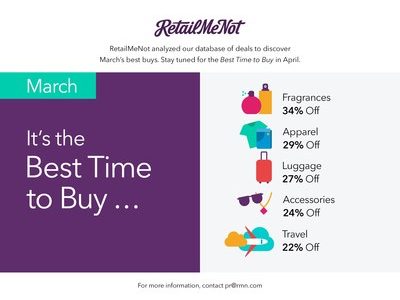 RetailMeNot
RetailMeNot analyzed our database of deals to discover
March's best buys. Stay tuned for the Best Time to Buy in April.
March
It's the
Best Time
to Buy ...
Fragrances
34% Off
Apparel
29% Off
Luggage
27% Off
Accessories
24% Off
Travel
22% Off
For more information, contact pr@rmn.com